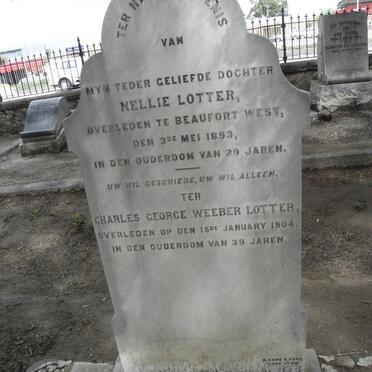 TER
VAN
MYN TEDER GELIEFDE DOCHTER
NELLIE LOTTER,
OVERLEDEN TE BEAUFORT WEST,
DEN 3DE MEI 1893,
IN DEN OUDERDOM VAN 29 JAREN.
UW WIL GESCHIEDE, UW WIL ALLEEN.
TER
CHARLES GEORGE WEEBER LOTTER,
OVERLEDEN OP DEN 15DE JANUARY 1904,
IN DEN OUDERDOM VAN 39 JAREN.